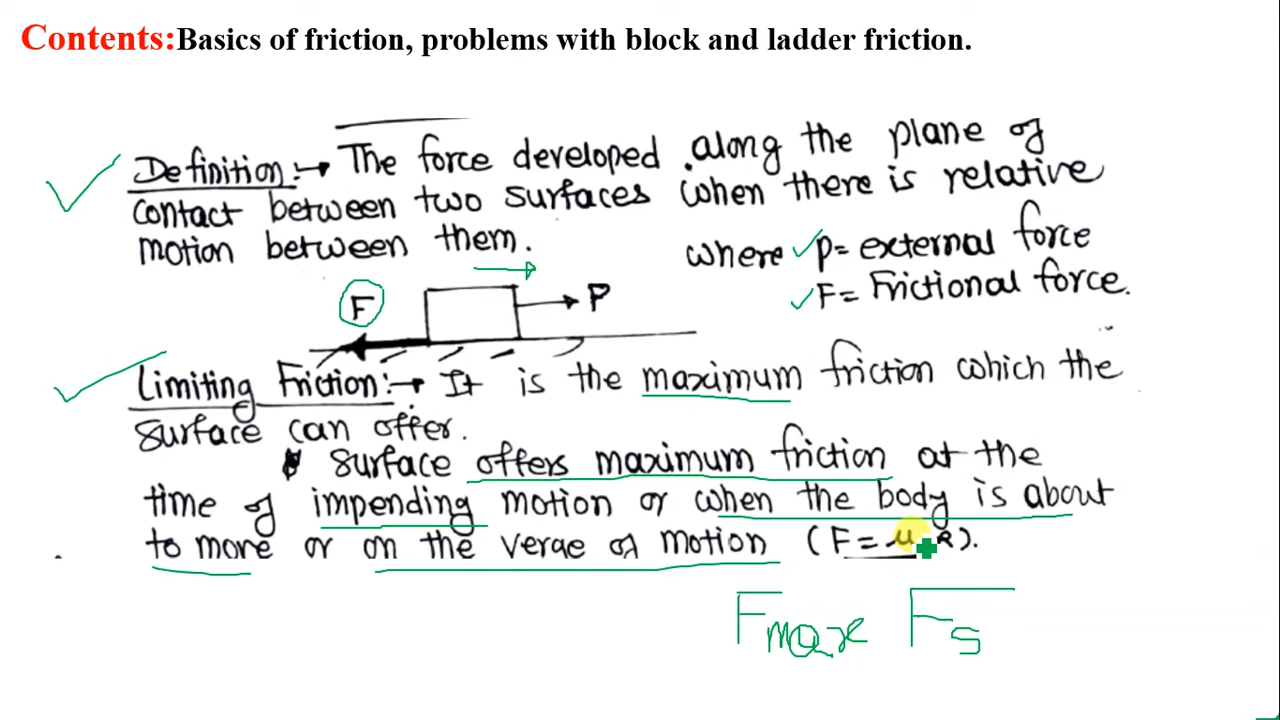 Contents:Basics of friction, problems with block and ladder friction.
Definition:→ The force developed along the plane of
contact between two surfaces when there is relative
motion between them.
where P= external force
F= Frictional force.
F
P
Limiting Friction:→ It is the maximum friction which the
surface can offer.
surface offers maximum friction at the
time of impending motion or when the body is about
to move or on the verge of motion (F=μR).
Fmax Fs